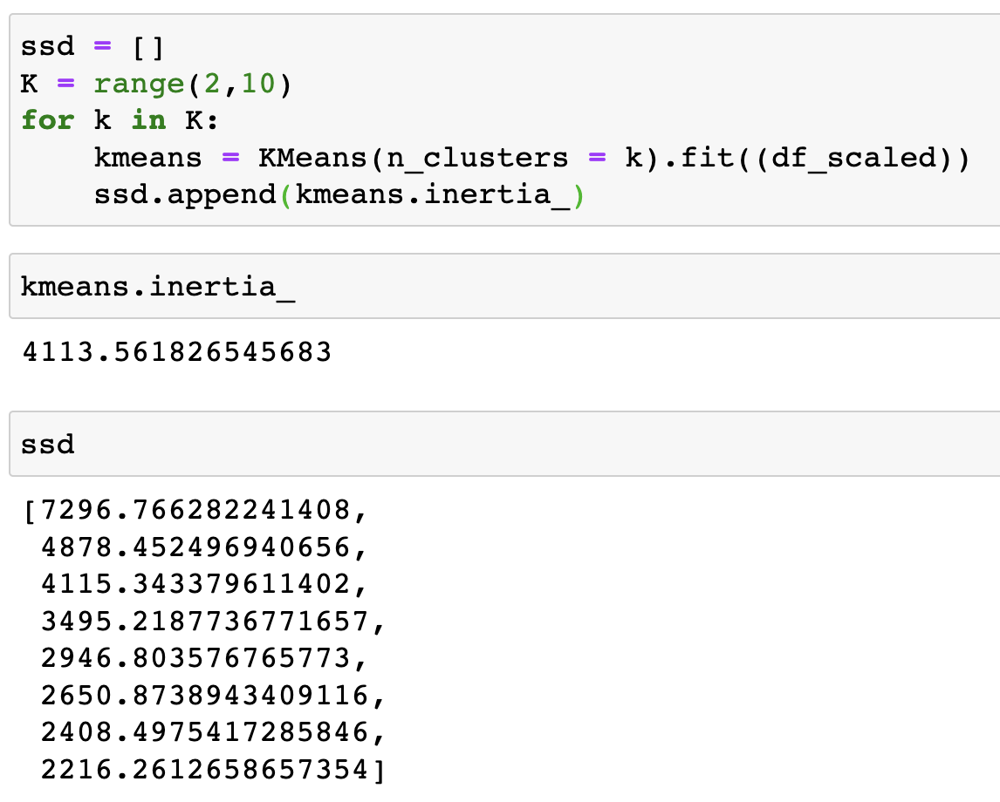 ssd = []
K = range(2,10)
for k in K:
    kmeans = KMeans(n_clusters = k).fit((df_scaled))
    ssd.append(kmeans.inertia_)
kmeans.inertia_
4113.561826545683
ssd
[7296.766282241408,
 4878.452496940656,
 4115.343379611402,
 3495.2187736771657,
 2946.803576765773,
 2650.8738943409116,
 2408.4975417285846,
 2216.2612658657354]